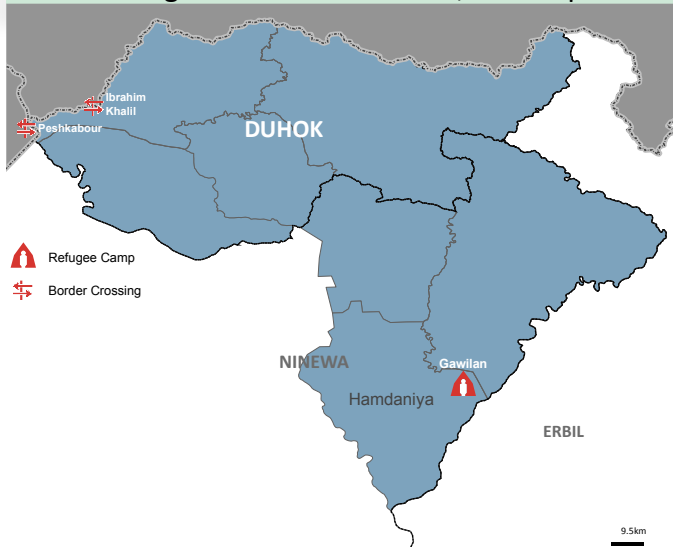 Ibrahim
Khalil
Peshkabour
DUHOK
Refugee Camp
Border Crossing
NINEWA
Gawilan
Hamdaniya
ERBIL
9.5km